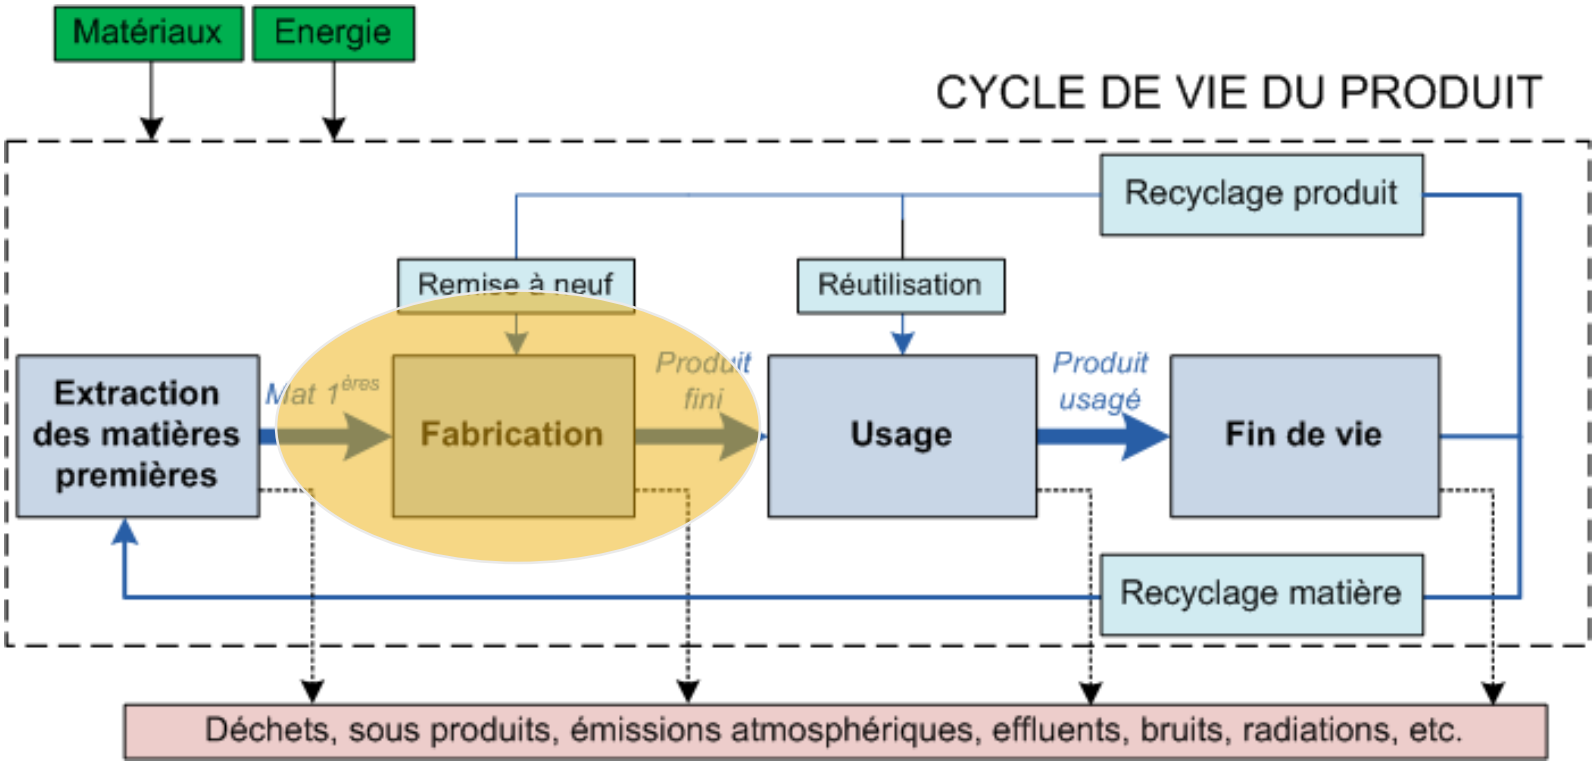 Matériaux
Energie
CYCLE DE VIE DU PRODUIT
Recyclage produit
Remise à neuf
Réutilisation
Extraction
des matières
premières
Mat 1ères
Fabrication
Produit
fini
Usage
Produit
usagé
Fin de vie
Recyclage matière
Déchets, sous produits, émissions atmosphériques, effluents, bruits, radiations, etc.